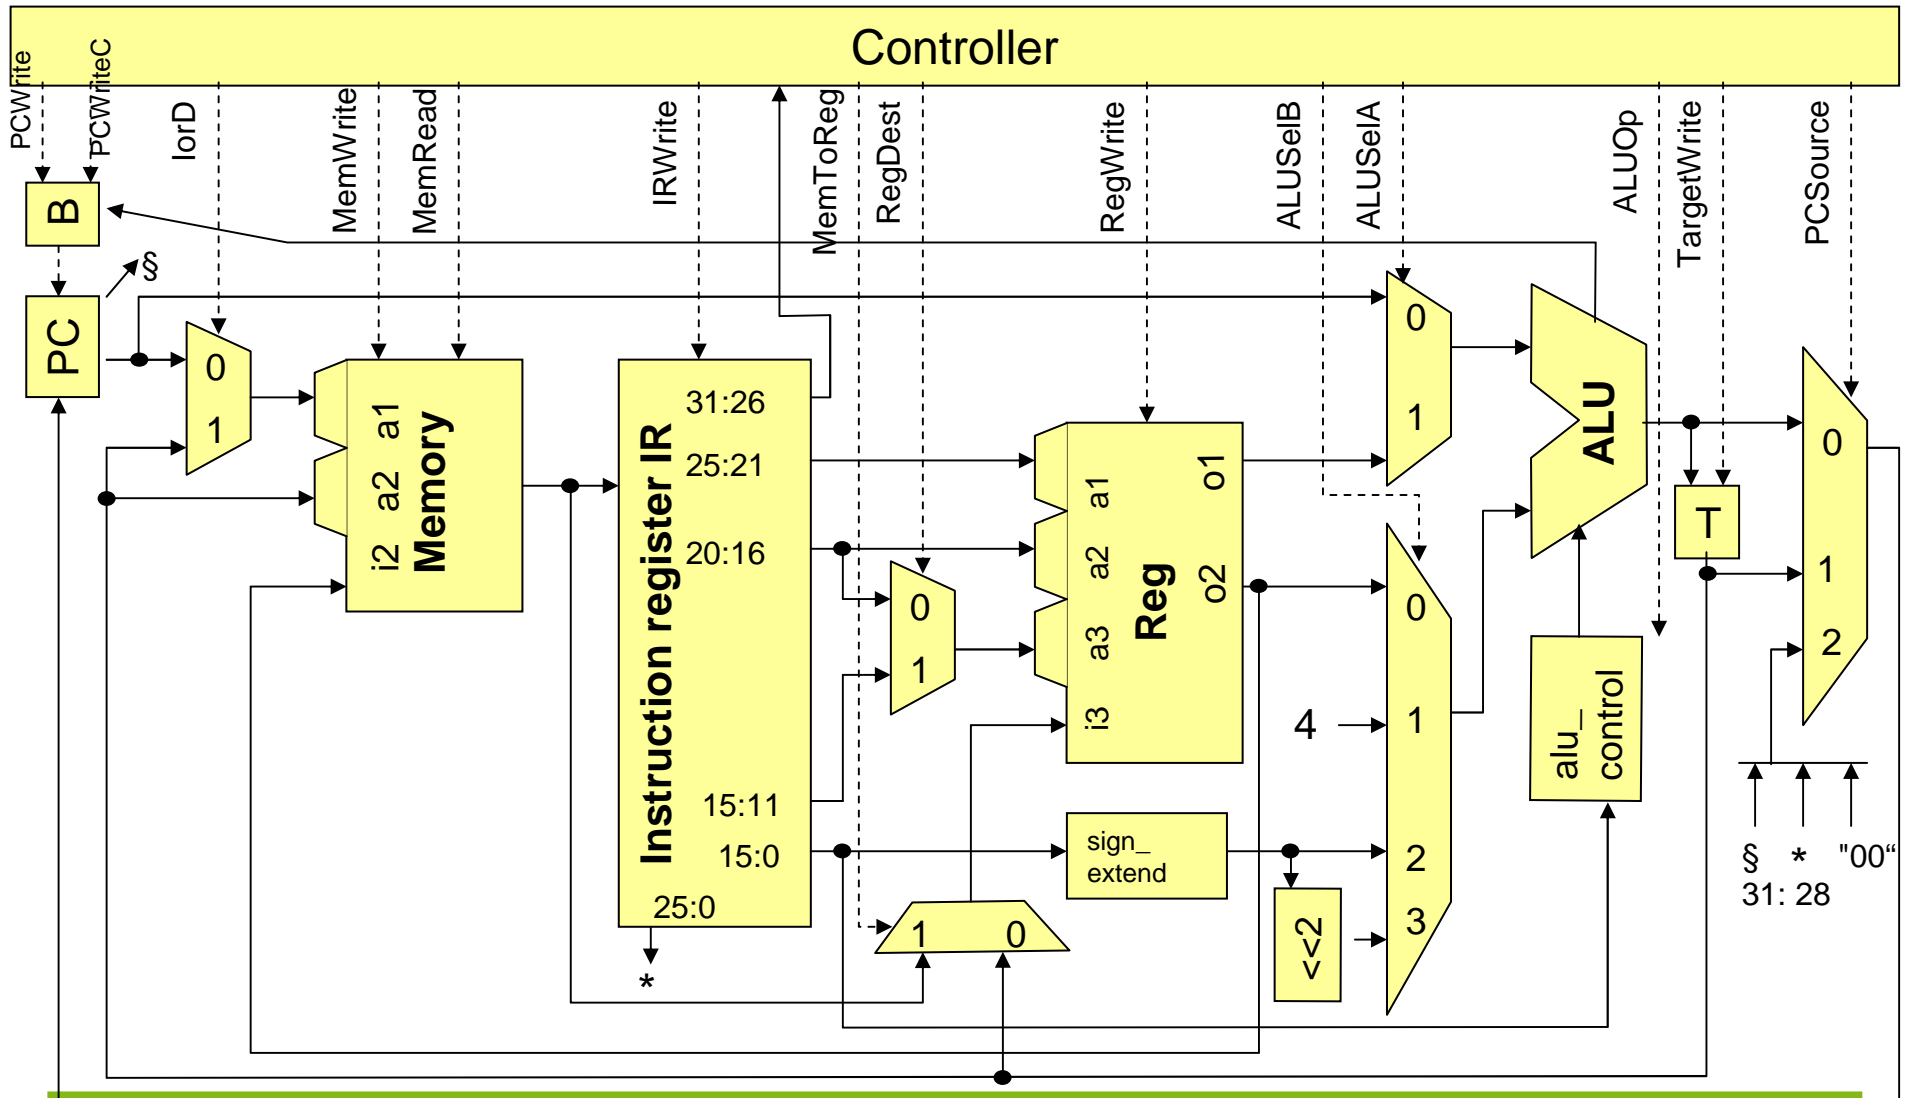 Controller
PCWrite
PCWriteC
IorD
MemWrite
MemRead
IRWrite
MemToReg
RegDest
RegWrite
ALUSelB
ALUSelA
ALUOp
TargetWrite
PCSource
B
§
PC
0
1
a1
a2
i2
Memory
Instruction register IR
31:26
25:21
20:16
15:11
15:0
25:0
*
0
1
1
0
a1
a2
a3
i3
Reg
o1
o2
sign_
extend
<<2
4
0
1
0
1
2
3
ALU
alu_
control
T
0
1
2
§ * "00“
31: 28